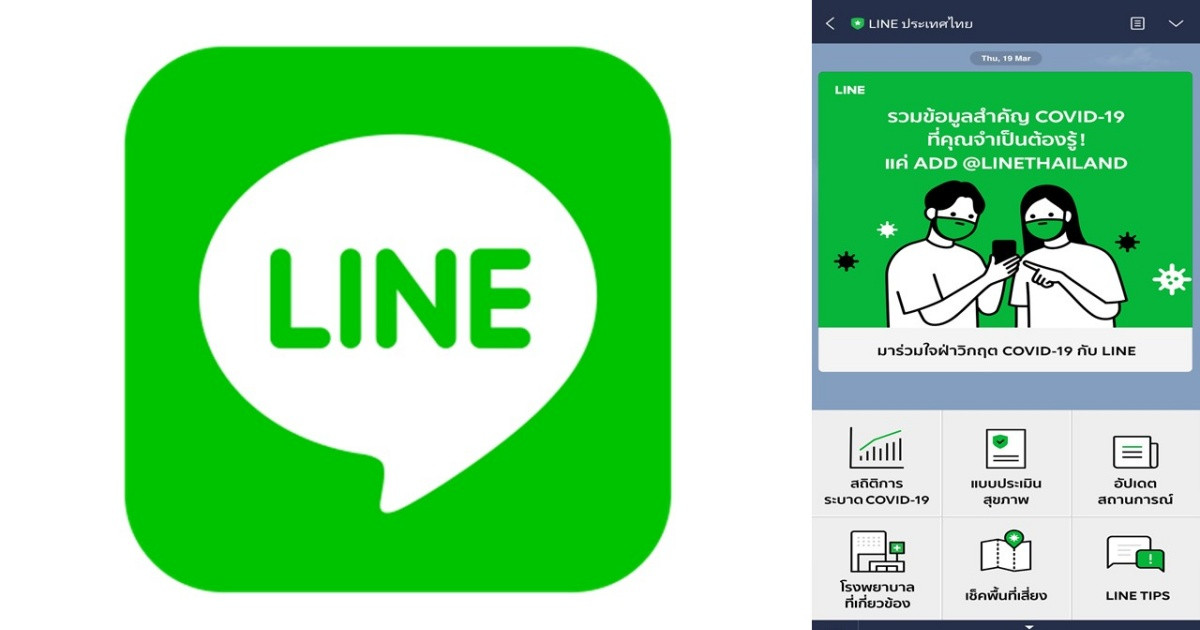 LINE
LINE ประเทศไทย
Thu, 19 Mar
LINE
รวมข้อมูลสำคัญ COVID-19
ที่คุณจำเป็นต้องรู้!
แค่ ADD @LINETHAILAND
มาร่วมใจฝ่าวิกฤต COVID-19 กับ LINE
สถิติการ
ระบาด COVID-19
แบบประเมิน
สุขภาพ
อัปเดต
สถานการณ์
โรงพยาบาล
ที่เกี่ยวข้อง
เช็คพื้นที่เสี่ยง
LINE TIPS